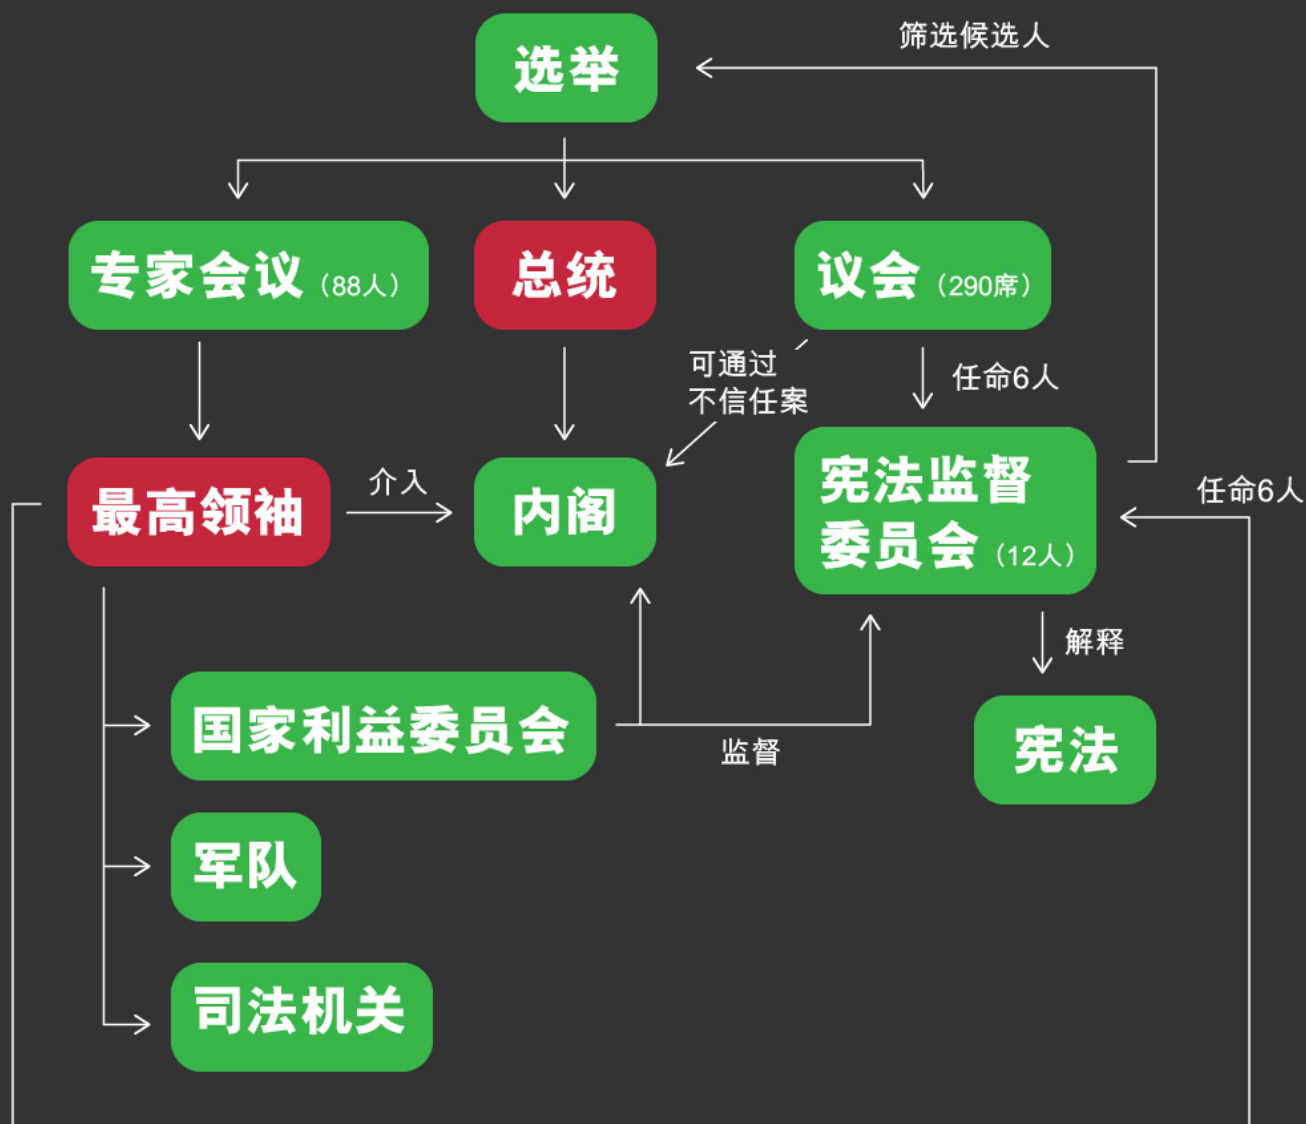 选举
筛选候选人
专家会议（88人）
总统
议会（290席）
可通过
不信任案
任命6人
最高领袖
介入
内阁
宪法监督
委员会（12人）
任命6人
解释
国家利益委员会
监督
宪法
军队
司法机关